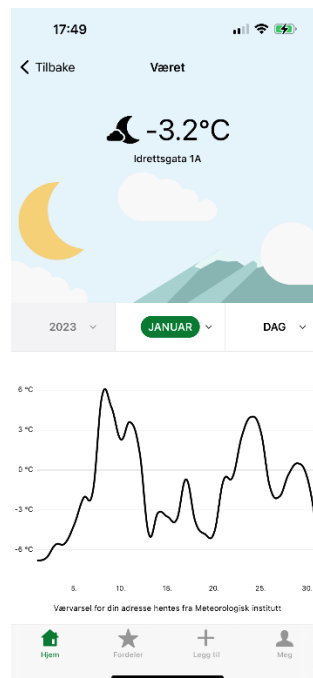 17:49
Tilbake
Været
-3.2°C
Idrettsgata 1A
2023
JANUAR
DAG
6 °C
3 °C
0 °C
-3 °C
-6 °C
5. 10. 15. 20. 25. 30.
Værvarsel for din adresse hentes fra Meteorologisk institutt
Hjem Fordeler Legg til Meg